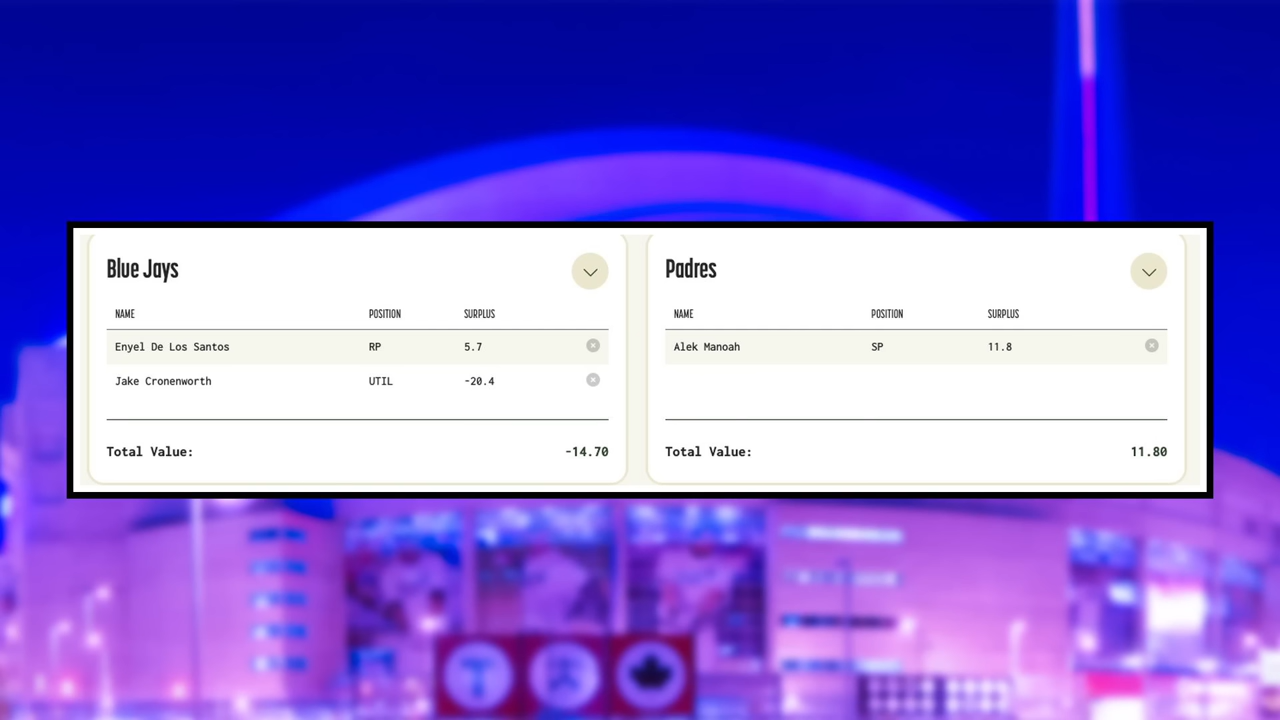 Blue Jays
NAME POSITION SURPLUS
Enyel De Los Santos RP 5.7
Jake Cronenworth UTIL -20.4
Total Value: -14.70
Padres
NAME POSITION SURPLUS
Alek Manoah SP 11.8
Total Value: 11.80